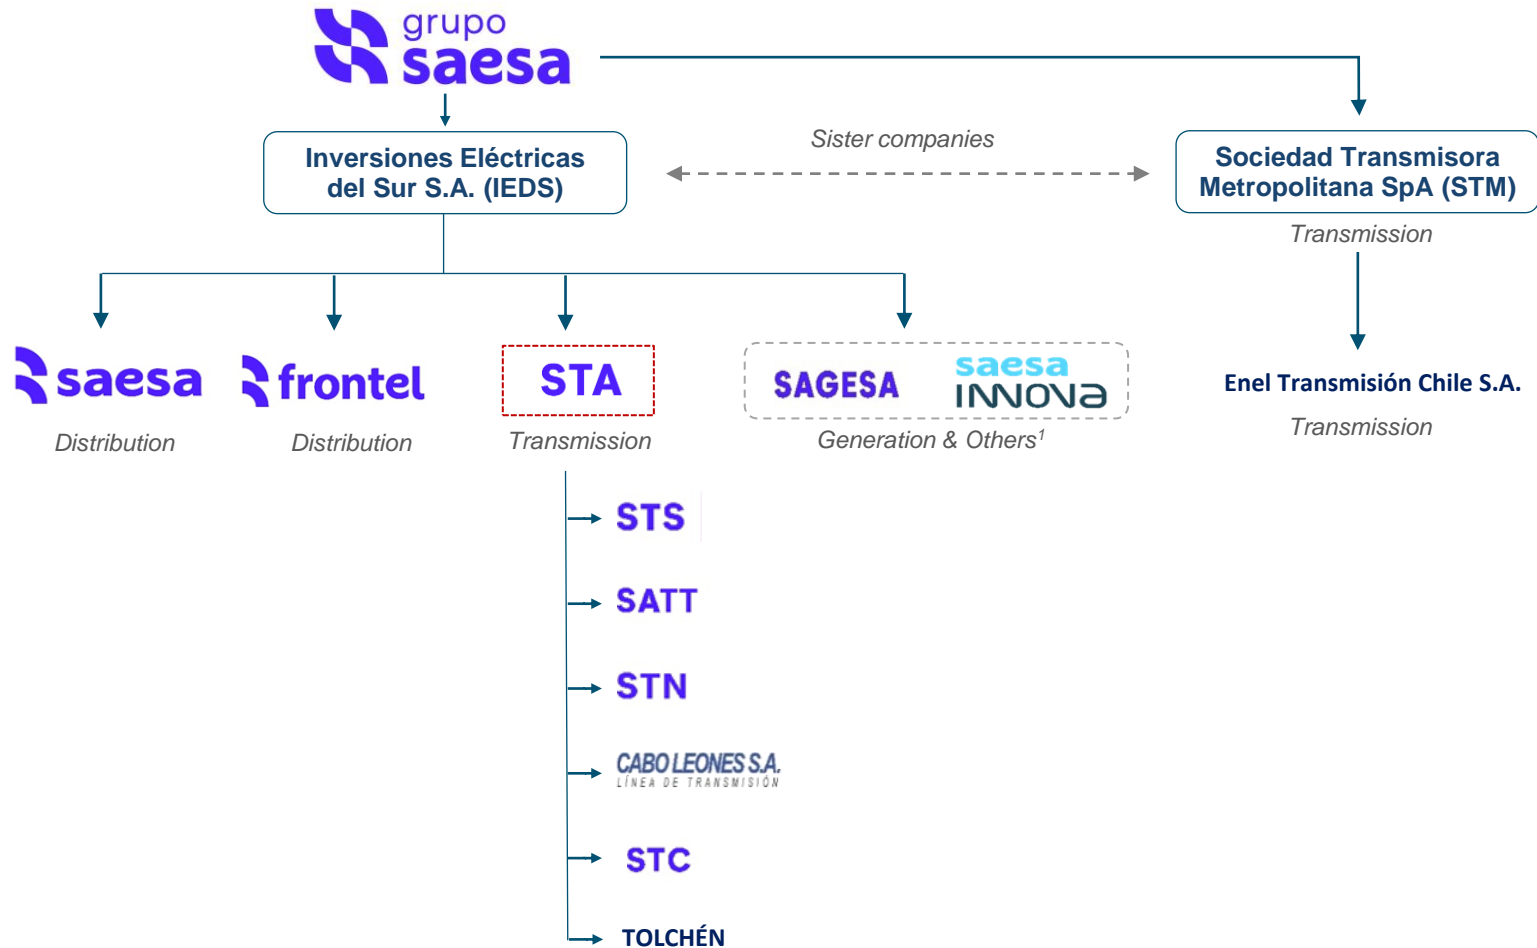 grupo
saesa
Inversiones Eléctricas
del Sur S.A. (IEDS)
Sister companies
Sociedad Transmisora
Metropolitana SpA (STM)
Transmission
saesa
Distribution
frontel
Distribution
STA
Transmission
SAGESA
saesa
INNOVa
Generation & Others¹
Enel Transmisión Chile S.A.
Transmission
STS
SATT
STN
CABO LEONES S.A.
LÍNEA DE TRANSMISIÓN
STC
TOLCHÉN